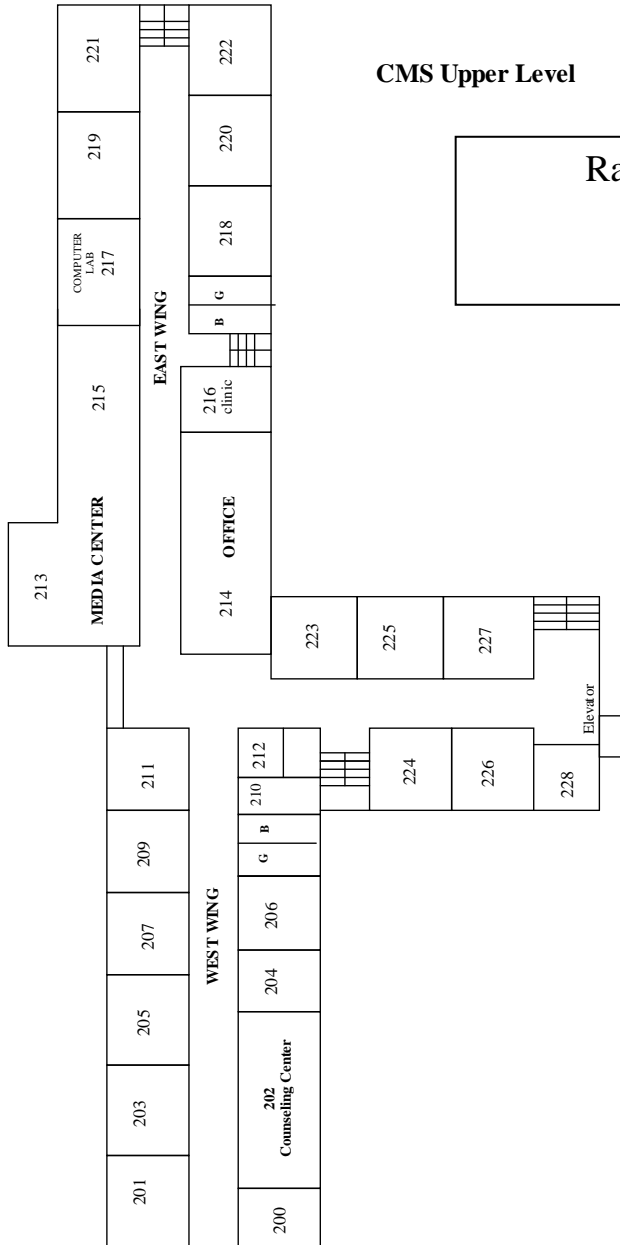 CMS Upper Level
Ra
221
222
219
220
COMPUTER
LAB
217
218
G
B
EAST WING
215
216
clinic
213
MEDIA CENTER
OFFICE
214
223
225
227
Elevator
211
212
210
224
226
228
209
B
G
WEST WING
207
206
205
204
203
202
Counseling Center
201
200